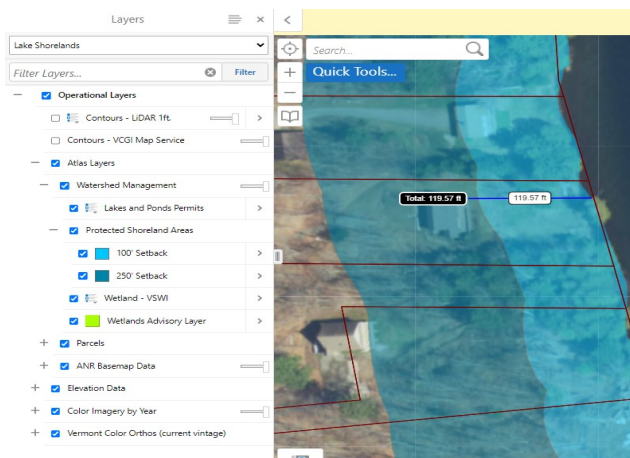 Layers
Lake Shorelands
Filter Layers...
Filter
Operational Layers
Contours - LiDAR 1ft.
Contours - VCGI Map Service
Atlas Layers
Watershed Management
Lakes and Ponds Permits
Protected Shoreland Areas
100' Setback
250' Setback
Wetland - VSWI
Wetlands Advisory Layer
Parcels
ANR Basemap Data
Elevation Data
Color Imagery by Year
Vermont Color Orthos (current vintage)
Search...
Quick Tools...
Total: 119.57 ft
119.57 ft